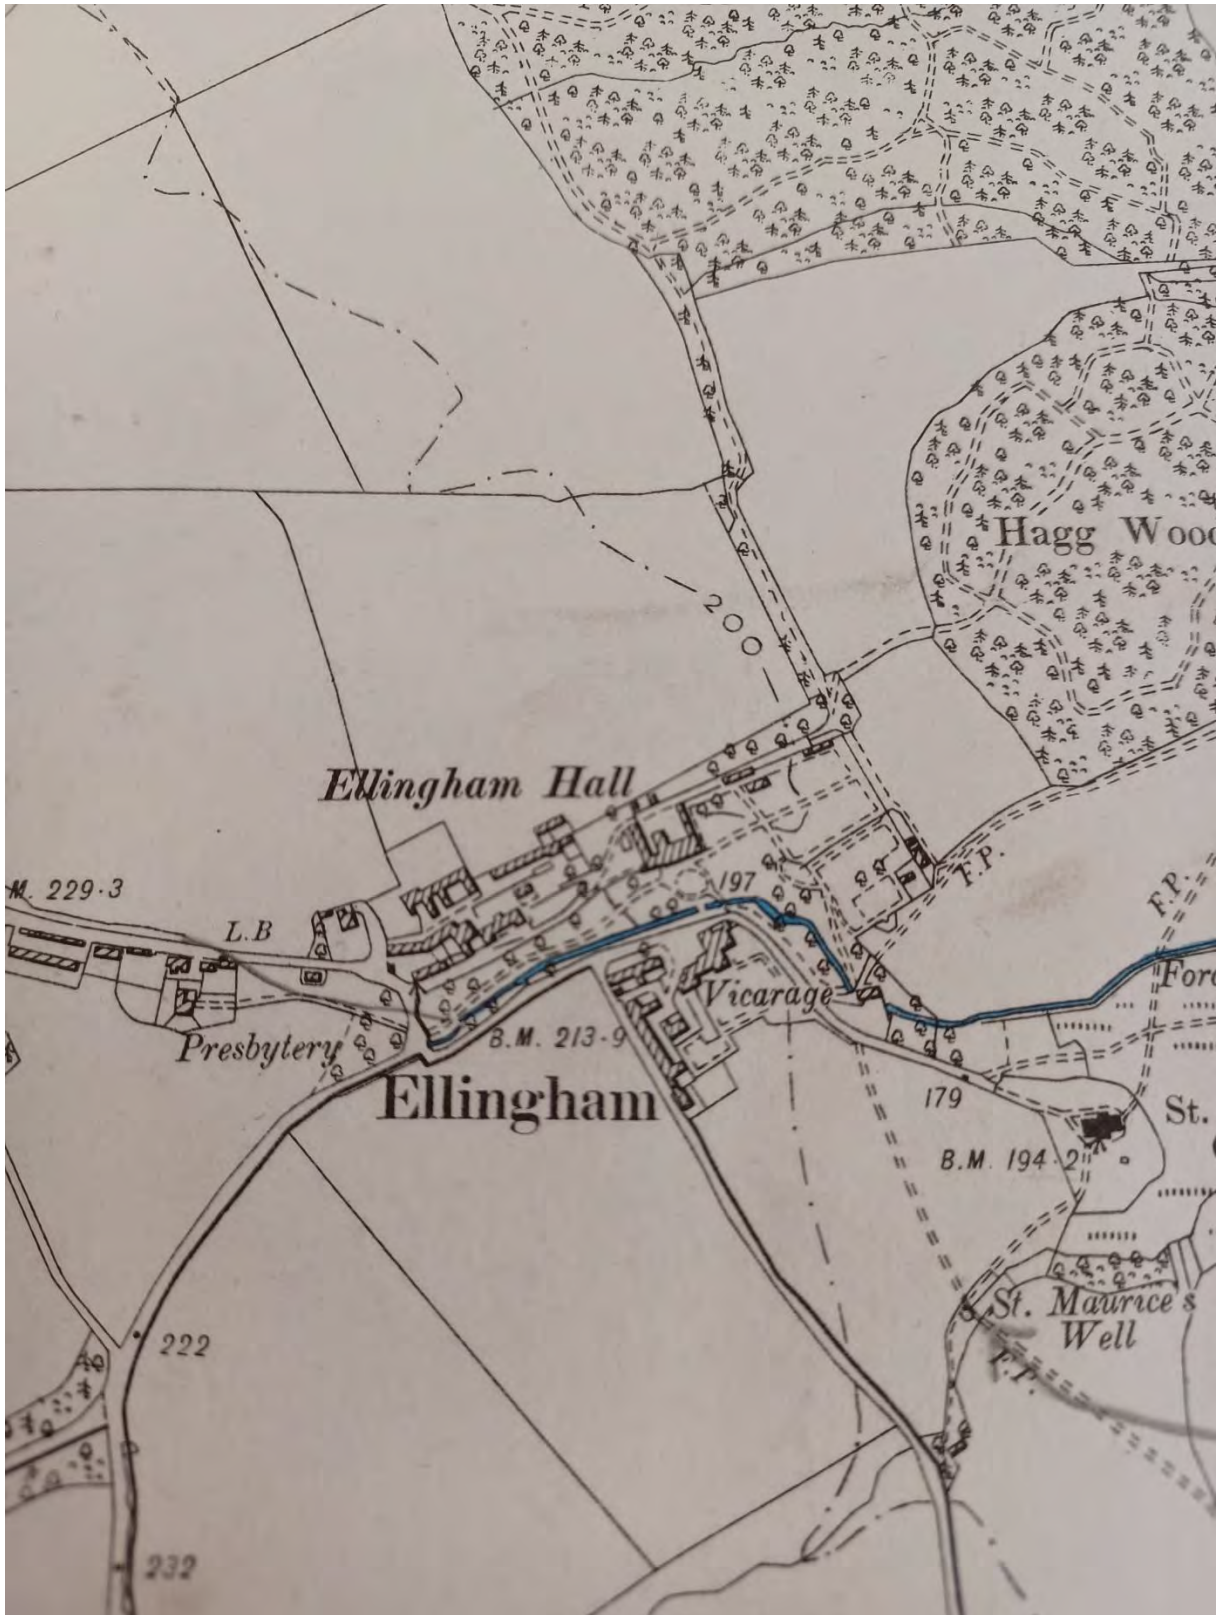 Hagg Wood
200
Ellingham Hall
M. 229·3
197
F.P.
F.P.
L.B
Ford
Vicarage
B.M. 213·9
Presbytery
Ellingham
179
St.
B.M. 194·2
St. Maurice's
Well
F.P.
222
232